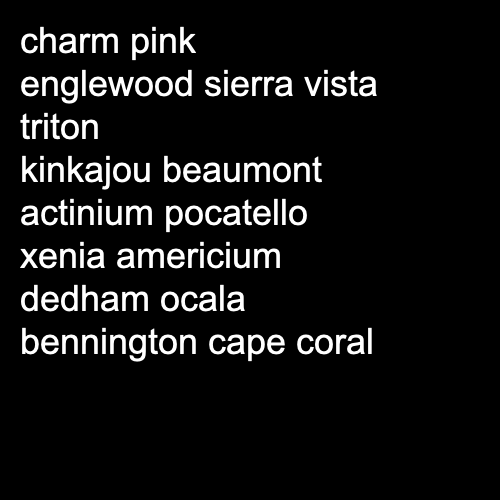 charm pink
englewood sierra vista
triton
kinkajou beaumont
actinium pocatello
xenia americium
dedham ocala
bennington cape coral